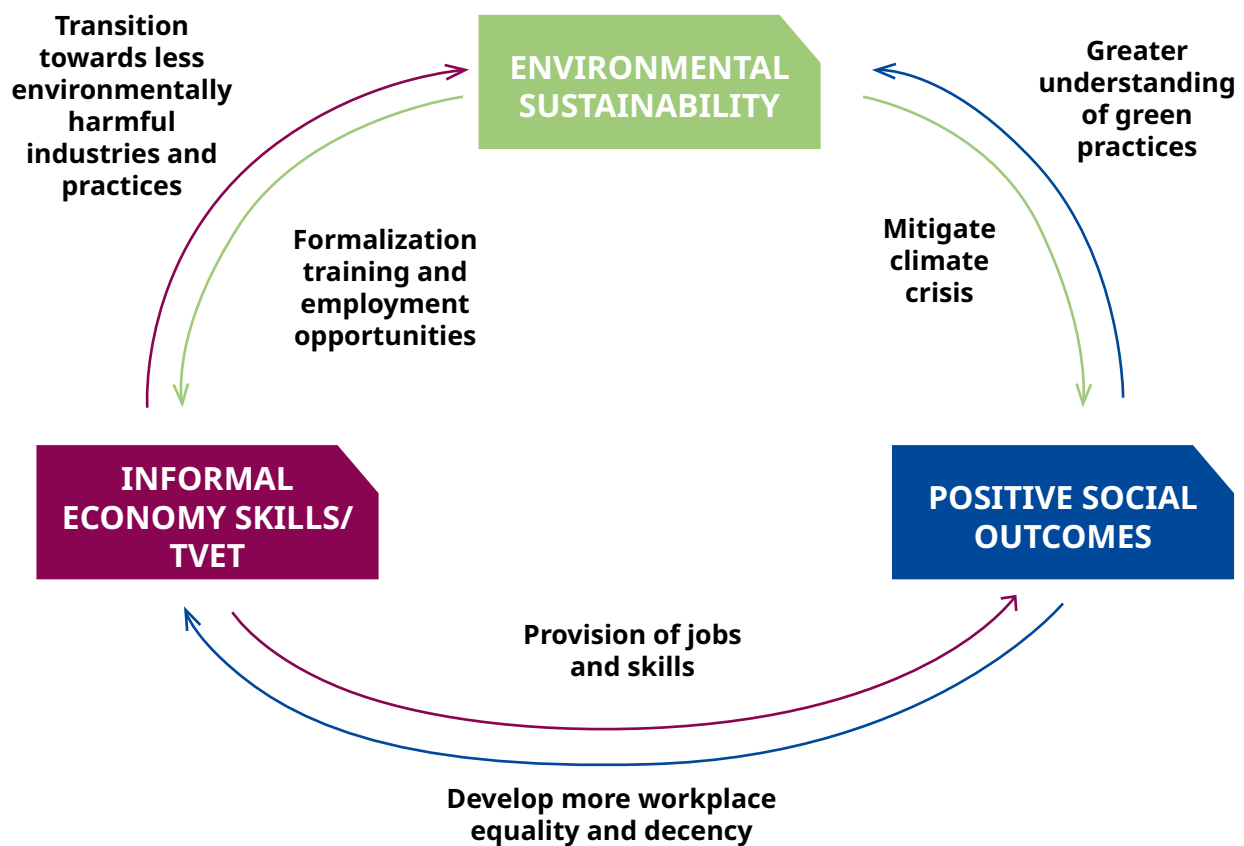 Transition
towards less
environmentally
harmful
industries and
practices
ENVIRONMENTAL
SUSTAINABILITY
Greater
understanding
of green
practices
Formalization
training and
employment
opportunities
Mitigate
climate
crisis
INFORMAL
ECONOMY SKILLS/
TVET
POSITIVE SOCIAL
OUTCOMES
Provision of jobs
and skills
Develop more workplace
equality and decency